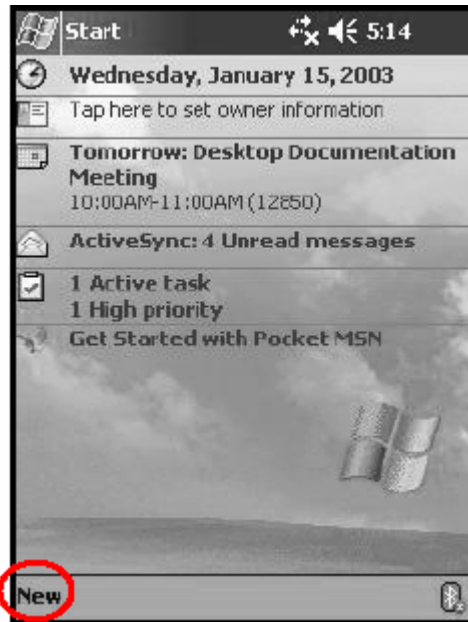 Start 5:14
Wednesday, January 15, 2003
Tap here to set owner information
Tomorrow: Desktop Documentation
Meeting
10:00AM-11:00AM (12850)
ActiveSync: 4 Unread messages
1 Active task
1 High priority
Get Started with Pocket MSN
New